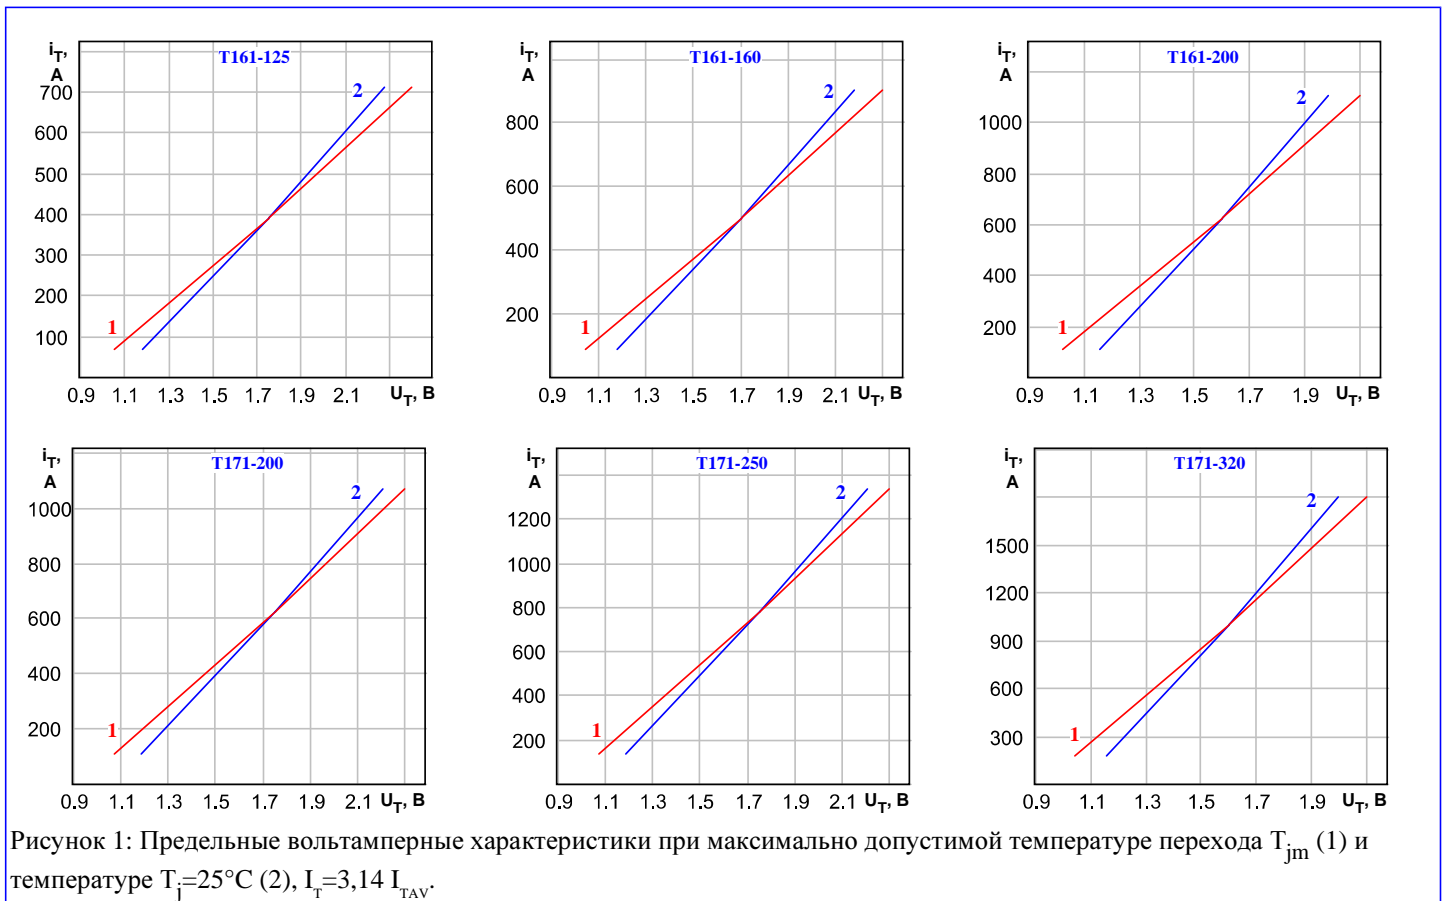 iT,
A
T161-125
2
700
600
500
400
300
200
100
1
0.9 1.1 1.3 1.5 1.7 1.9 2.1 UT, В
iT,
A
T161-160
2
800
600
400
200
1
0.9 1.1 1.3 1.5 1.7 1.9 2.1 UT, В
iT,
A
T161-200
2
1000
800
600
400
200
1
0.9 1.1 1.3 1.5 1.7 1.9 UT, В
iT,
A
T171-200
2
1000
800
600
400
200
1
0.9 1.1 1.3 1.5 1.7 1.9 2.1 UT, В
iT,
A
T171-250
2
1200
1000
800
600
400
200
1
0.9 1.1 1.3 1.5 1.7 1.9 2.1 UT, В
iT,
A
T171-320
2
1500
1200
900
600
300
1
0.9 1.1 1.3 1.5 1.7 1.9 UT, В
Рисунок 1: Предельные вольтамперные характеристики при максимально допустимой температуре перехода Tjm (1) и
температуре Tj=25°C (2), IT=3,14 ITAV.